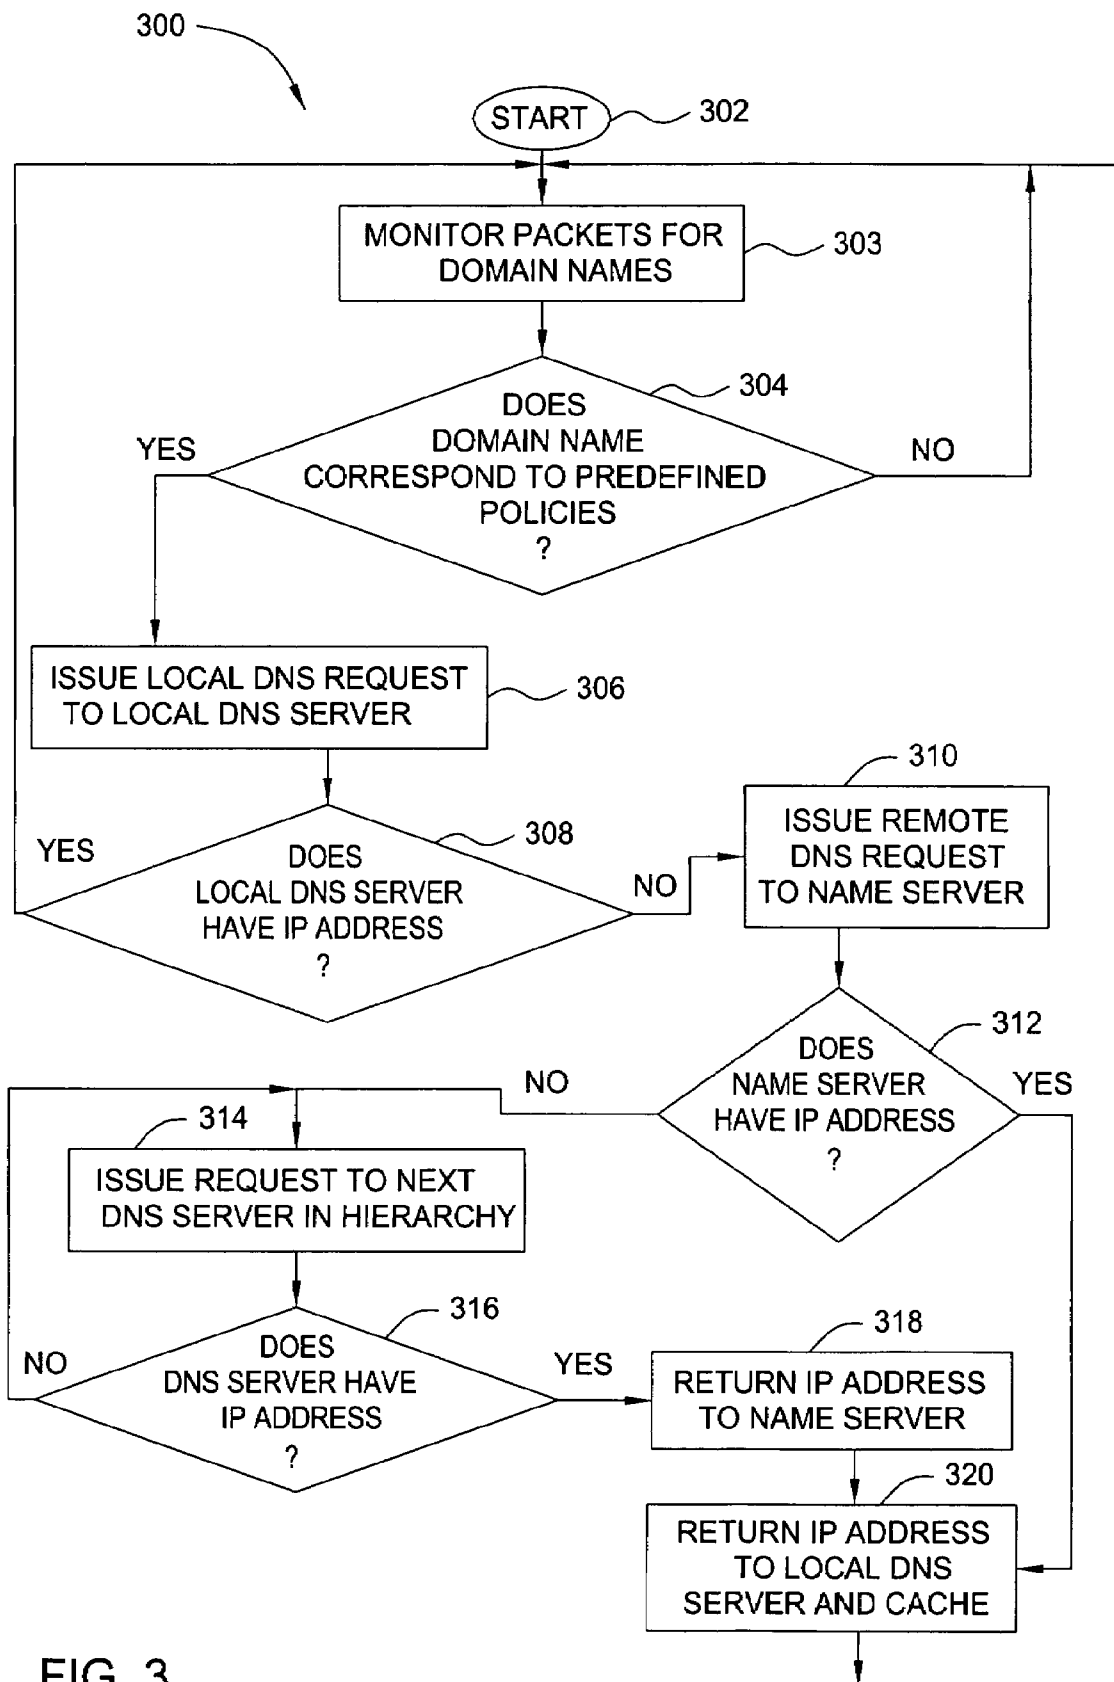 300
START
302
MONITOR PACKETS FOR
DOMAIN NAMES
303
304
DOES
DOMAIN NAME
CORRESPOND TO PREDEFINED
POLICIES
?
YES
NO
ISSUE LOCAL DNS REQUEST
TO LOCAL DNS SERVER
306
310
ISSUE REMOTE
DNS REQUEST
TO NAME SERVER
308
YES
DOES
LOCAL DNS SERVER
HAVE IP ADDRESS
?
NO
312
DOES
NAME SERVER
HAVE IP ADDRESS
?
NO
YES
314
ISSUE REQUEST TO NEXT
DNS SERVER IN HIERARCHY
316
DOES
DNS SERVER HAVE
IP ADDRESS
?
NO
YES
318
RETURN IP ADDRESS
TO NAME SERVER
320
RETURN IP ADDRESS
TO LOCAL DNS
SERVER AND CACHE
FIG. 3